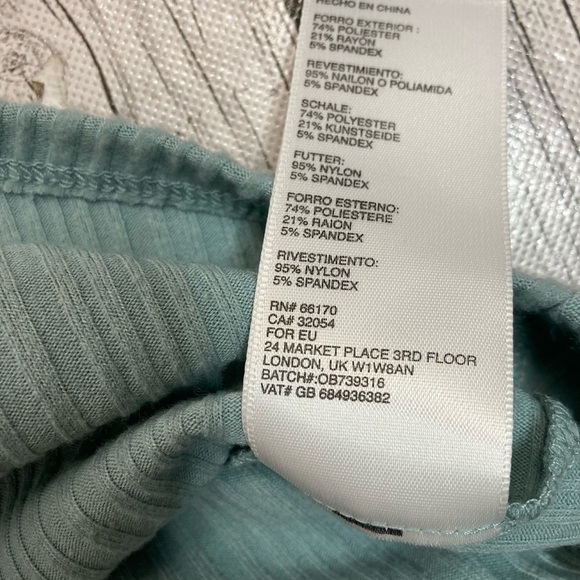 HECHO EN CHINA
FORRO EXTERIOR :
74% POLIESTER
21% RAYON
5% SPANDEX
REVESTIMIENTO:
95% NAILON O POLIAMIDA
5% SPANDEX
SCHALE:
74% POLYESTER
21% KUNSTSEIDE
5% SPANDEX
FUTTER:
95% NYLON
5% SPANDEX
FORRO ESTERNO:
74% POLIESTERE
21% RAION
5% SPANDEX
RIVESTIMENTO:
95% NYLON
5% SPANDEX
RN# 66170
CA# 32054
FOR EU
24 MARKET PLACE 3RD FLOOR
LONDON, UK W1W8AN
BATCH#:OB739316
VAT# GB 684936382